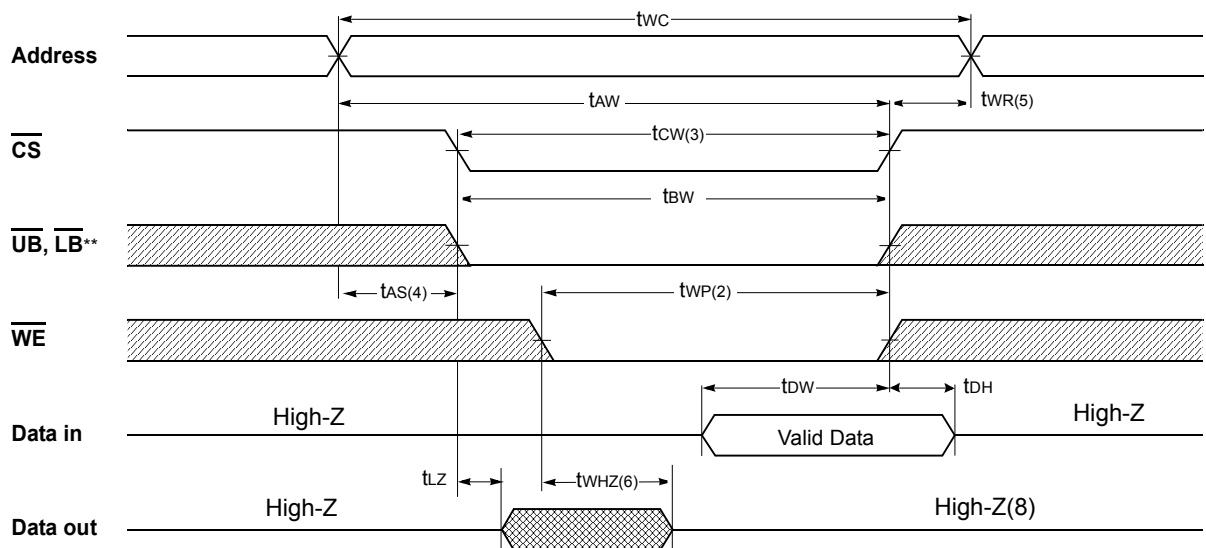 tWC
Address
tAW
tWR(5)
CS
tCW(3)
tBW
UB, LB**
tAS(4)
tWP(2)
WE
tDW
tDH
High-Z
High-Z
Data in
Valid Data
tLZ
tWHZ(6)
High-Z
High-Z(8)
Data out